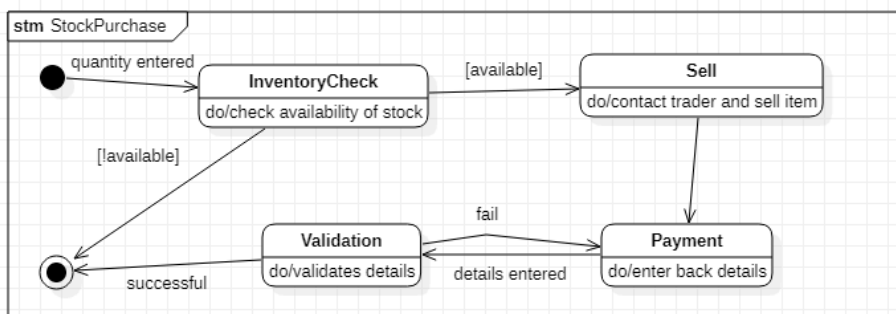 stm StockPurchase
quantity entered
InventoryCheck
do/check availability of stock
[available]
Sell
do/contact trader and sell item
[!available]
Validation
do/validates details
fail
Payment
do/enter back details
details entered
successful